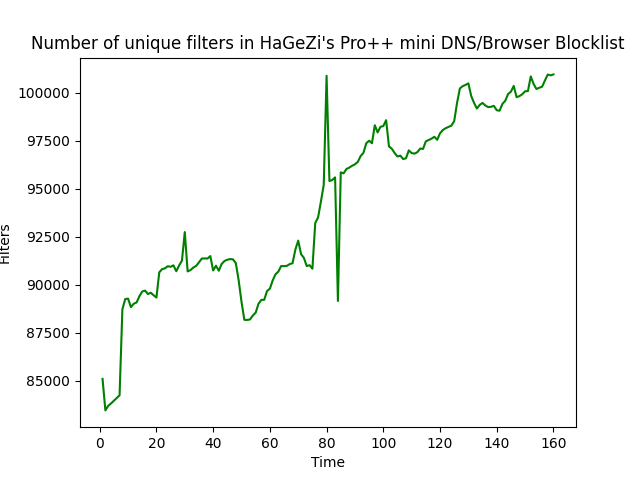 Number of unique filters in HaGeZi's Pro++ mini DNS/Browser Blocklist
100000
97500
95000
92500
90000
87500
85000
Filters
0 20 40 60 80 100 120 140 160
Time